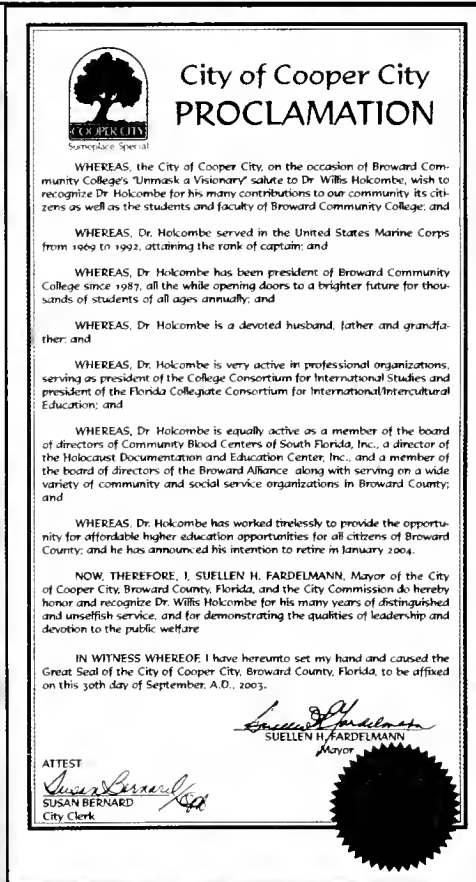 COOPER CITY
Someplace Special
City of Cooper City
PROCLAMATION
WHEREAS, the City of Cooper City, on the occasion of Broward Com-
munity College's "Unmask a Visionary" salute to Dr Willis Holcombe, wish to
recognize Dr Holcombe for his many contributions to our community its citi-
zens as well as the students and faculty of Broward Community College; and
WHEREAS, Dr. Holcombe served in the United States Marine Corps
from 1969 to 1992, attaining the rank of captain; and
WHEREAS, Dr Holcombe has been president of Broward Community
College since 1987, all the while opening doors to a brighter future for thou-
sands of students of all ages annually; and
WHEREAS, Dr Holcombe is a devoted husband, father and grandfa-
ther; and
WHEREAS, Dr. Holcombe is very active in professional organizations,
serving as president of the College Consortium for International Studies and
president of the Florida Collegiate Consortium for International/Intercultural
Education; and
WHEREAS, Dr Holcombe is equally active as a member of the board
of directors of Community Blood Centers of South Florida, Inc., a director of
the Holocaust Documentation and Education Center, Inc., and a member of
the board of directors of the Broward Alliance along with serving on a wide
variety of community and social service organizations in Broward County;
and
WHEREAS, Dr. Holcombe has worked tirelessly to provide the opportu-
nity for affordable higher education opportunities for all citizens of Broward
County; and he has announced his intention to retire in January 2004.
NOW, THEREFORE, I, SUELLEN H. FARDELMANN, Mayor of the City
of Cooper City, Broward County, Florida, and the City Commission do hereby
honor and recognize Dr. Willis Holcombe for his many years of distinguished
and unselfish service, and for demonstrating the qualities of leadership and
devotion to the public welfare
IN WITNESS WHEREOF, I have hereunto set my hand and caused the
Great Seal of the City of Cooper City, Broward County, Florida, to be affixed
on this 30th day of September, A.D., 2003.
Suellen H Fardelmann
SUELLEN H. FARDELMANN
Mayor
ATTEST
Susan Bernard
SUSAN BERNARD
City Clerk